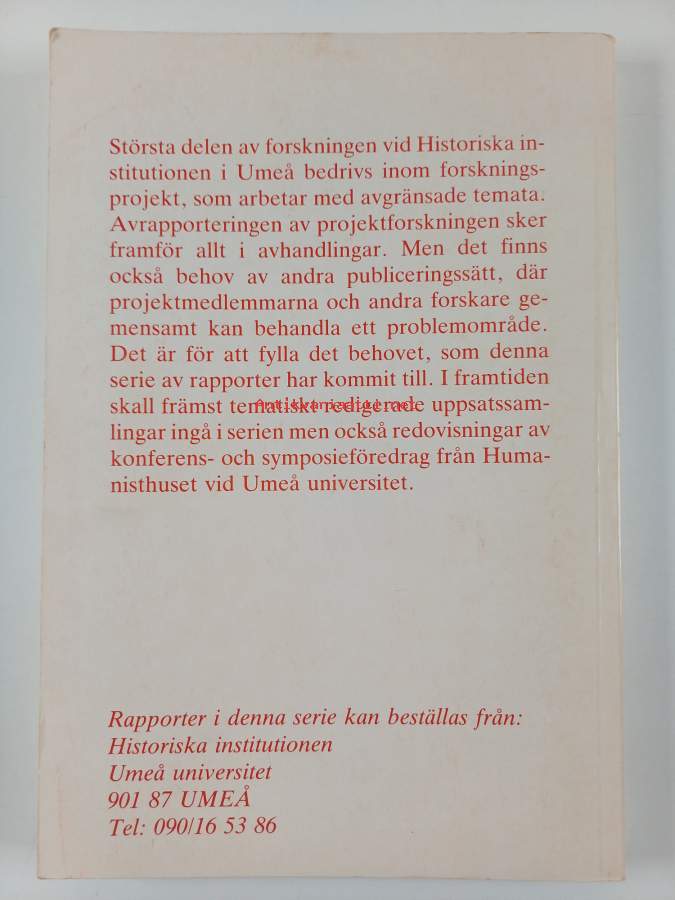 Största delen av forskningen vid Historiska in-
stitutionen i Umeå bedrivs inom forsknings-
projekt, som arbetar med avgränsade temata.
Avrapporteringen av projektforskningen sker
framför allt i avhandlingar. Men det finns
också behov av andra publiceringssätt, där
projektmedlemmarna och andra forskare ge-
mensamt kan behandla ett problemområde.
Det är för att fylla det behovet, som denna
serie av rapporter har kommit till. I framtiden
skall främst tematiskt redigerade uppsatssam-
lingar ingå i serien men också redovisningar av
konferens- och symposieföredrag från Huma-
nisthuset vid Umeå universitet.
Rapporter i denna serie kan beställas från:
Historiska institutionen
Umeå universitet
901 87 UMEÅ
Tel: 090/16 53 86